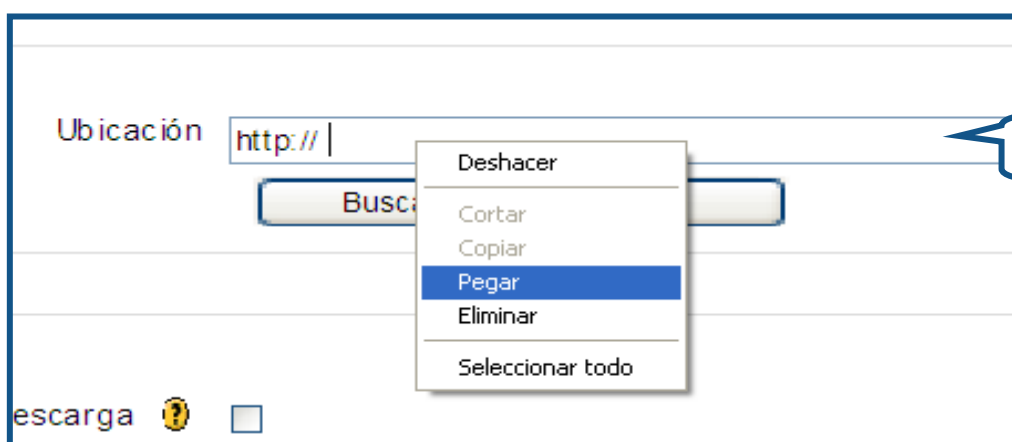 Ubicación http://
Deshacer
Busca
Cortar
Copiar
Pegar
Eliminar
Seleccionar todo
escarga ?